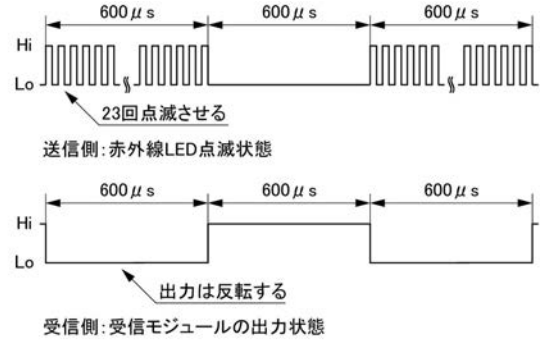 600μs 600μs 600μs
Hi
Lo
23回点滅させる
送信側:赤外線LED点滅状態
600μs 600μs 600μs
Hi
Lo
出力は反転する
受信側:受信モジュールの出力状態